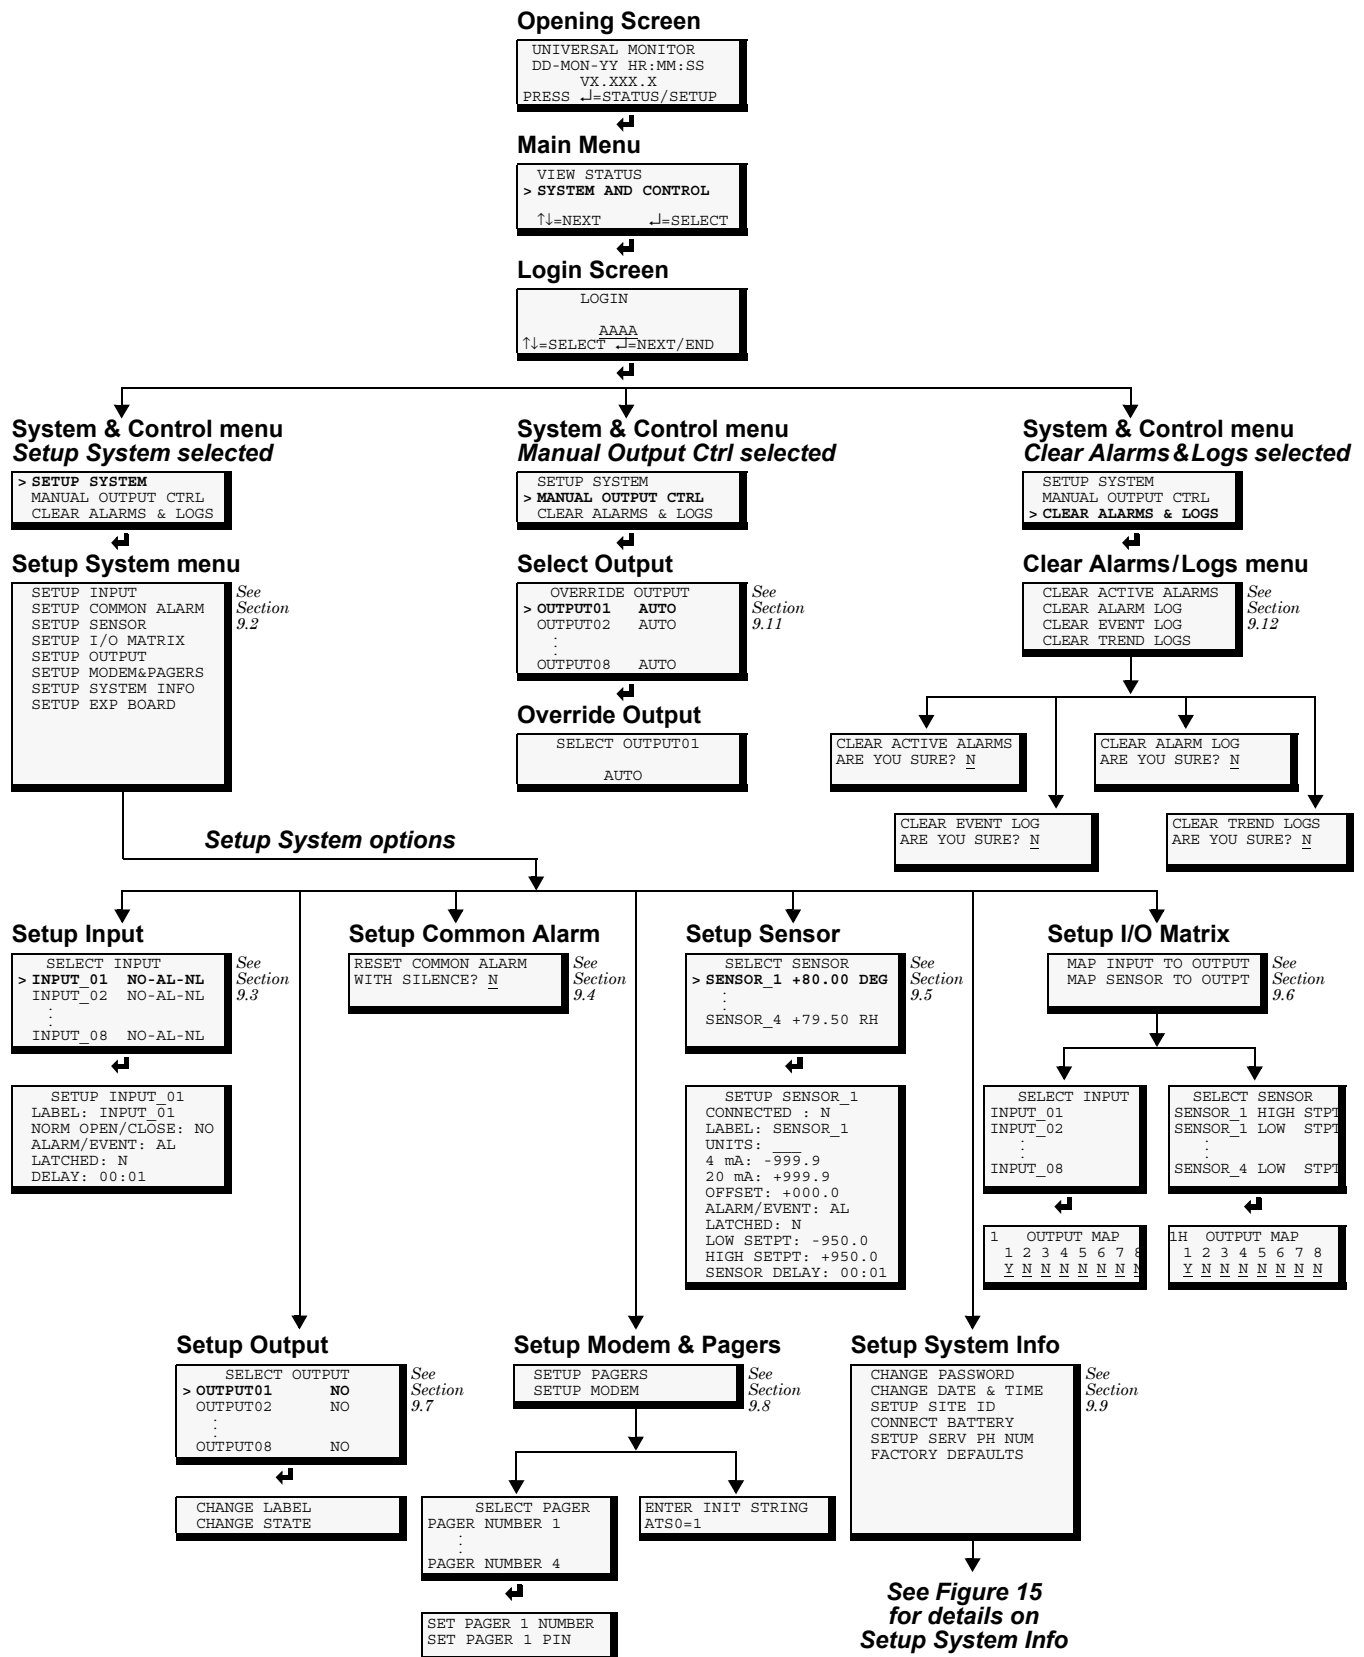 Opening Screen
UNIVERSAL MONITOR
DD-MON-YY HR:MM:SS
VX.XXX.X
PRESS ↵=STATUS/SETUP
Main Menu
VIEW STATUS
> SYSTEM AND CONTROL
↑↓=NEXT ↵=SELECT
Login Screen
LOGIN
AAAA
↑↓=SELECT ↵=NEXT/END
System & Control menu
Setup System selected
> SETUP SYSTEM
MANUAL OUTPUT CTRL
CLEAR ALARMS & LOGS
Setup System menu
SETUP INPUT
SETUP COMMON ALARM
SETUP SENSOR
SETUP I/O MATRIX
SETUP OUTPUT
SETUP MODEM&PAGERS
SETUP SYSTEM INFO
SETUP EXP BOARD
See
Section
9.2
System & Control menu
Manual Output Ctrl selected
SETUP SYSTEM
> MANUAL OUTPUT CTRL
CLEAR ALARMS & LOGS
Select Output
OVERRIDE OUTPUT
> OUTPUT01 AUTO
OUTPUT02 AUTO
.
.
OUTPUT08 AUTO
See
Section
9.11
Override Output
SELECT OUTPUT01
AUTO
System & Control menu
Clear Alarms & Logs selected
SETUP SYSTEM
MANUAL OUTPUT CTRL
> CLEAR ALARMS & LOGS
Clear Alarms/Logs menu
CLEAR ACTIVE ALARMS
CLEAR ALARM LOG
CLEAR EVENT LOG
CLEAR TREND LOGS
See
Section
9.12
CLEAR ACTIVE ALARMS
ARE YOU SURE? N
CLEAR ALARM LOG
ARE YOU SURE? N
CLEAR EVENT LOG
ARE YOU SURE? N
CLEAR TREND LOGS
ARE YOU SURE? N
Setup System options
Setup Input
SELECT INPUT
> INPUT_01 NO-AL-NL
INPUT_02 NO-AL-NL
.
.
INPUT_08 NO-AL-NL
See
Section
9.3
SETUP INPUT_01
LABEL: INPUT_01
NORM OPEN/CLOSE: NO
ALARM/EVENT: AL
LATCHED: N
DELAY: 00:01
Setup Common Alarm
RESET COMMON ALARM
WITH SILENCE? N
See
Section
9.4
Setup Sensor
SELECT SENSOR
> SENSOR_1 +80.00 DEG
.
.
SENSOR_4 +79.50 RH
See
Section
9.5
SETUP SENSOR_1
CONNECTED : N
LABEL: SENSOR_1
UNITS: ___
4 mA: -999.9
20 mA: +999.9
OFFSET: +000.0
ALARM/EVENT: AL
LATCHED: N
LOW SETPT: -950.0
HIGH SETPT: +950.0
SENSOR DELAY: 00:01
Setup I/O Matrix
MAP INPUT TO OUTPUT
MAP SENSOR TO OUTPT
See
Section
9.6
SELECT INPUT
INPUT_01
INPUT_02
.
.
INPUT_08
1 OUTPUT MAP
1 2 3 4 5 6 7 8
Y N N N N N N N
SELECT SENSOR
SENSOR_1 HIGH STPT
SENSOR_1 LOW STPT
.
.
SENSOR_4 LOW STPT
1H OUTPUT MAP
1 2 3 4 5 6 7 8
Y N N N N N N N
Setup Output
SELECT OUTPUT
> OUTPUT01 NO
OUTPUT02 NO
.
.
OUTPUT08 NO
See
Section
9.7
CHANGE LABEL
CHANGE STATE
Setup Modem & Pagers
SETUP PAGERS
SETUP MODEM
See
Section
9.8
SELECT PAGER
PAGER NUMBER 1
.
.
PAGER NUMBER 4
SET PAGER 1 NUMBER
SET PAGER 1 PIN
ENTER INIT STRING
ATS0=1
Setup System Info
CHANGE PASSWORD
CHANGE DATE & TIME
SETUP SITE ID
CONNECT BATTERY
SETUP SERV PH NUM
FACTORY DEFAULTS
See
Section
9.9
See Figure 15
for details on
Setup System Info